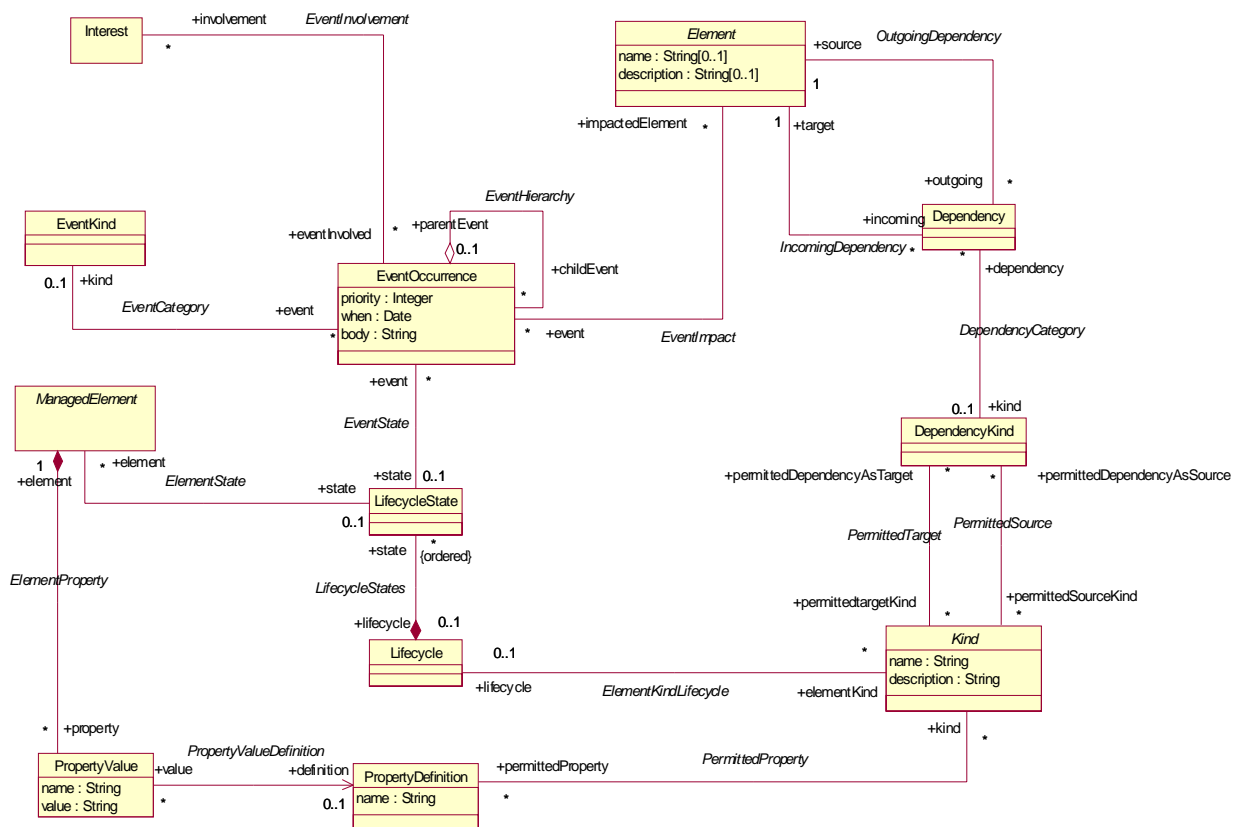 +involvement
EventInvolvement
Interest
*
Element
name : String[0..1]
description : String[0..1]
+source
OutgoingDependency
1
+impactedElement
*
1
+target
EventHierarchy
+outgoing
*
EventKind
+parentEvent
+eventInvolved
*
0..1
+incoming
Dependency
IncomingDependency
*
*
+dependency
0..1
+kind
EventCategory
+event
*
EventOccurrence
priority : Integer
when : Date
body : String
+childEvent
*
*
+event
EventImpact
DependencyCategory
+event
*
ManagedElement
EventState
0..1
+kind
DependencyKind
1
+element
*
+element
ElementState
+state
0..1
+state
0..1
LifecycleState
+permittedDependencyAsTarget
*
*
+permittedDependencyAsSource
PermittedTarget
PermittedSource
+state
*
{ordered}
ElementProperty
LifecycleStates
+permittedtargetKind
*
+permittedSourceKind
*
+lifecycle
0..1
Lifecycle
0..1
+lifecycle
ElementKindLifecycle
*
+elementKind
Kind
name : String
description : String
*
+property
+kind
*
PropertyValue
name : String
value : String
PropertyValueDefinition
+value
*
+definition
0..1
PropertyDefinition
name : String
+permittedProperty
*
PermittedProperty